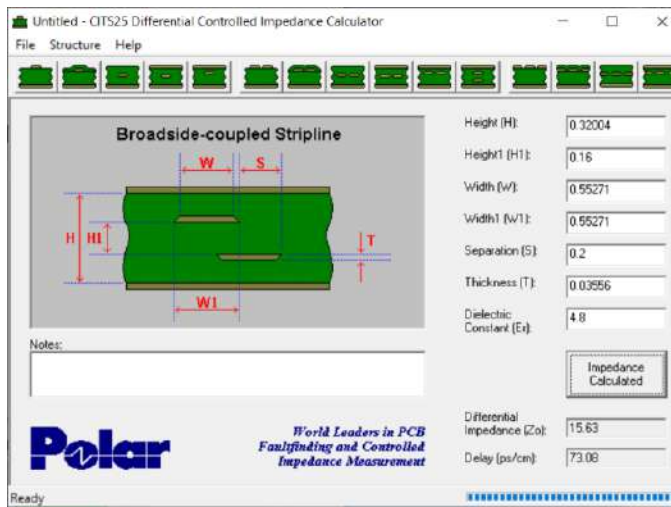 Untitled - CITS25 Differential Controlled Impedance Calculator
File Structure Help
Broadside-coupled Stripline
W S
H H1 T
W1
Height (H): 0.32004
Height1 (H1): 0.16
Width (W): 0.55271
Width1 (W1): 0.55271
Separation (S): 0.2
Thickness (T): 0.03556
Dielectric
Constant (Er): 4.8
Notes:
Impedance
Calculated
Polar
World Leaders in PCB
Faultfinding and Controlled
Impedance Measurement
Differential
Impedance (Zo): 15.63
Delay (ps/cm): 73.08
Ready